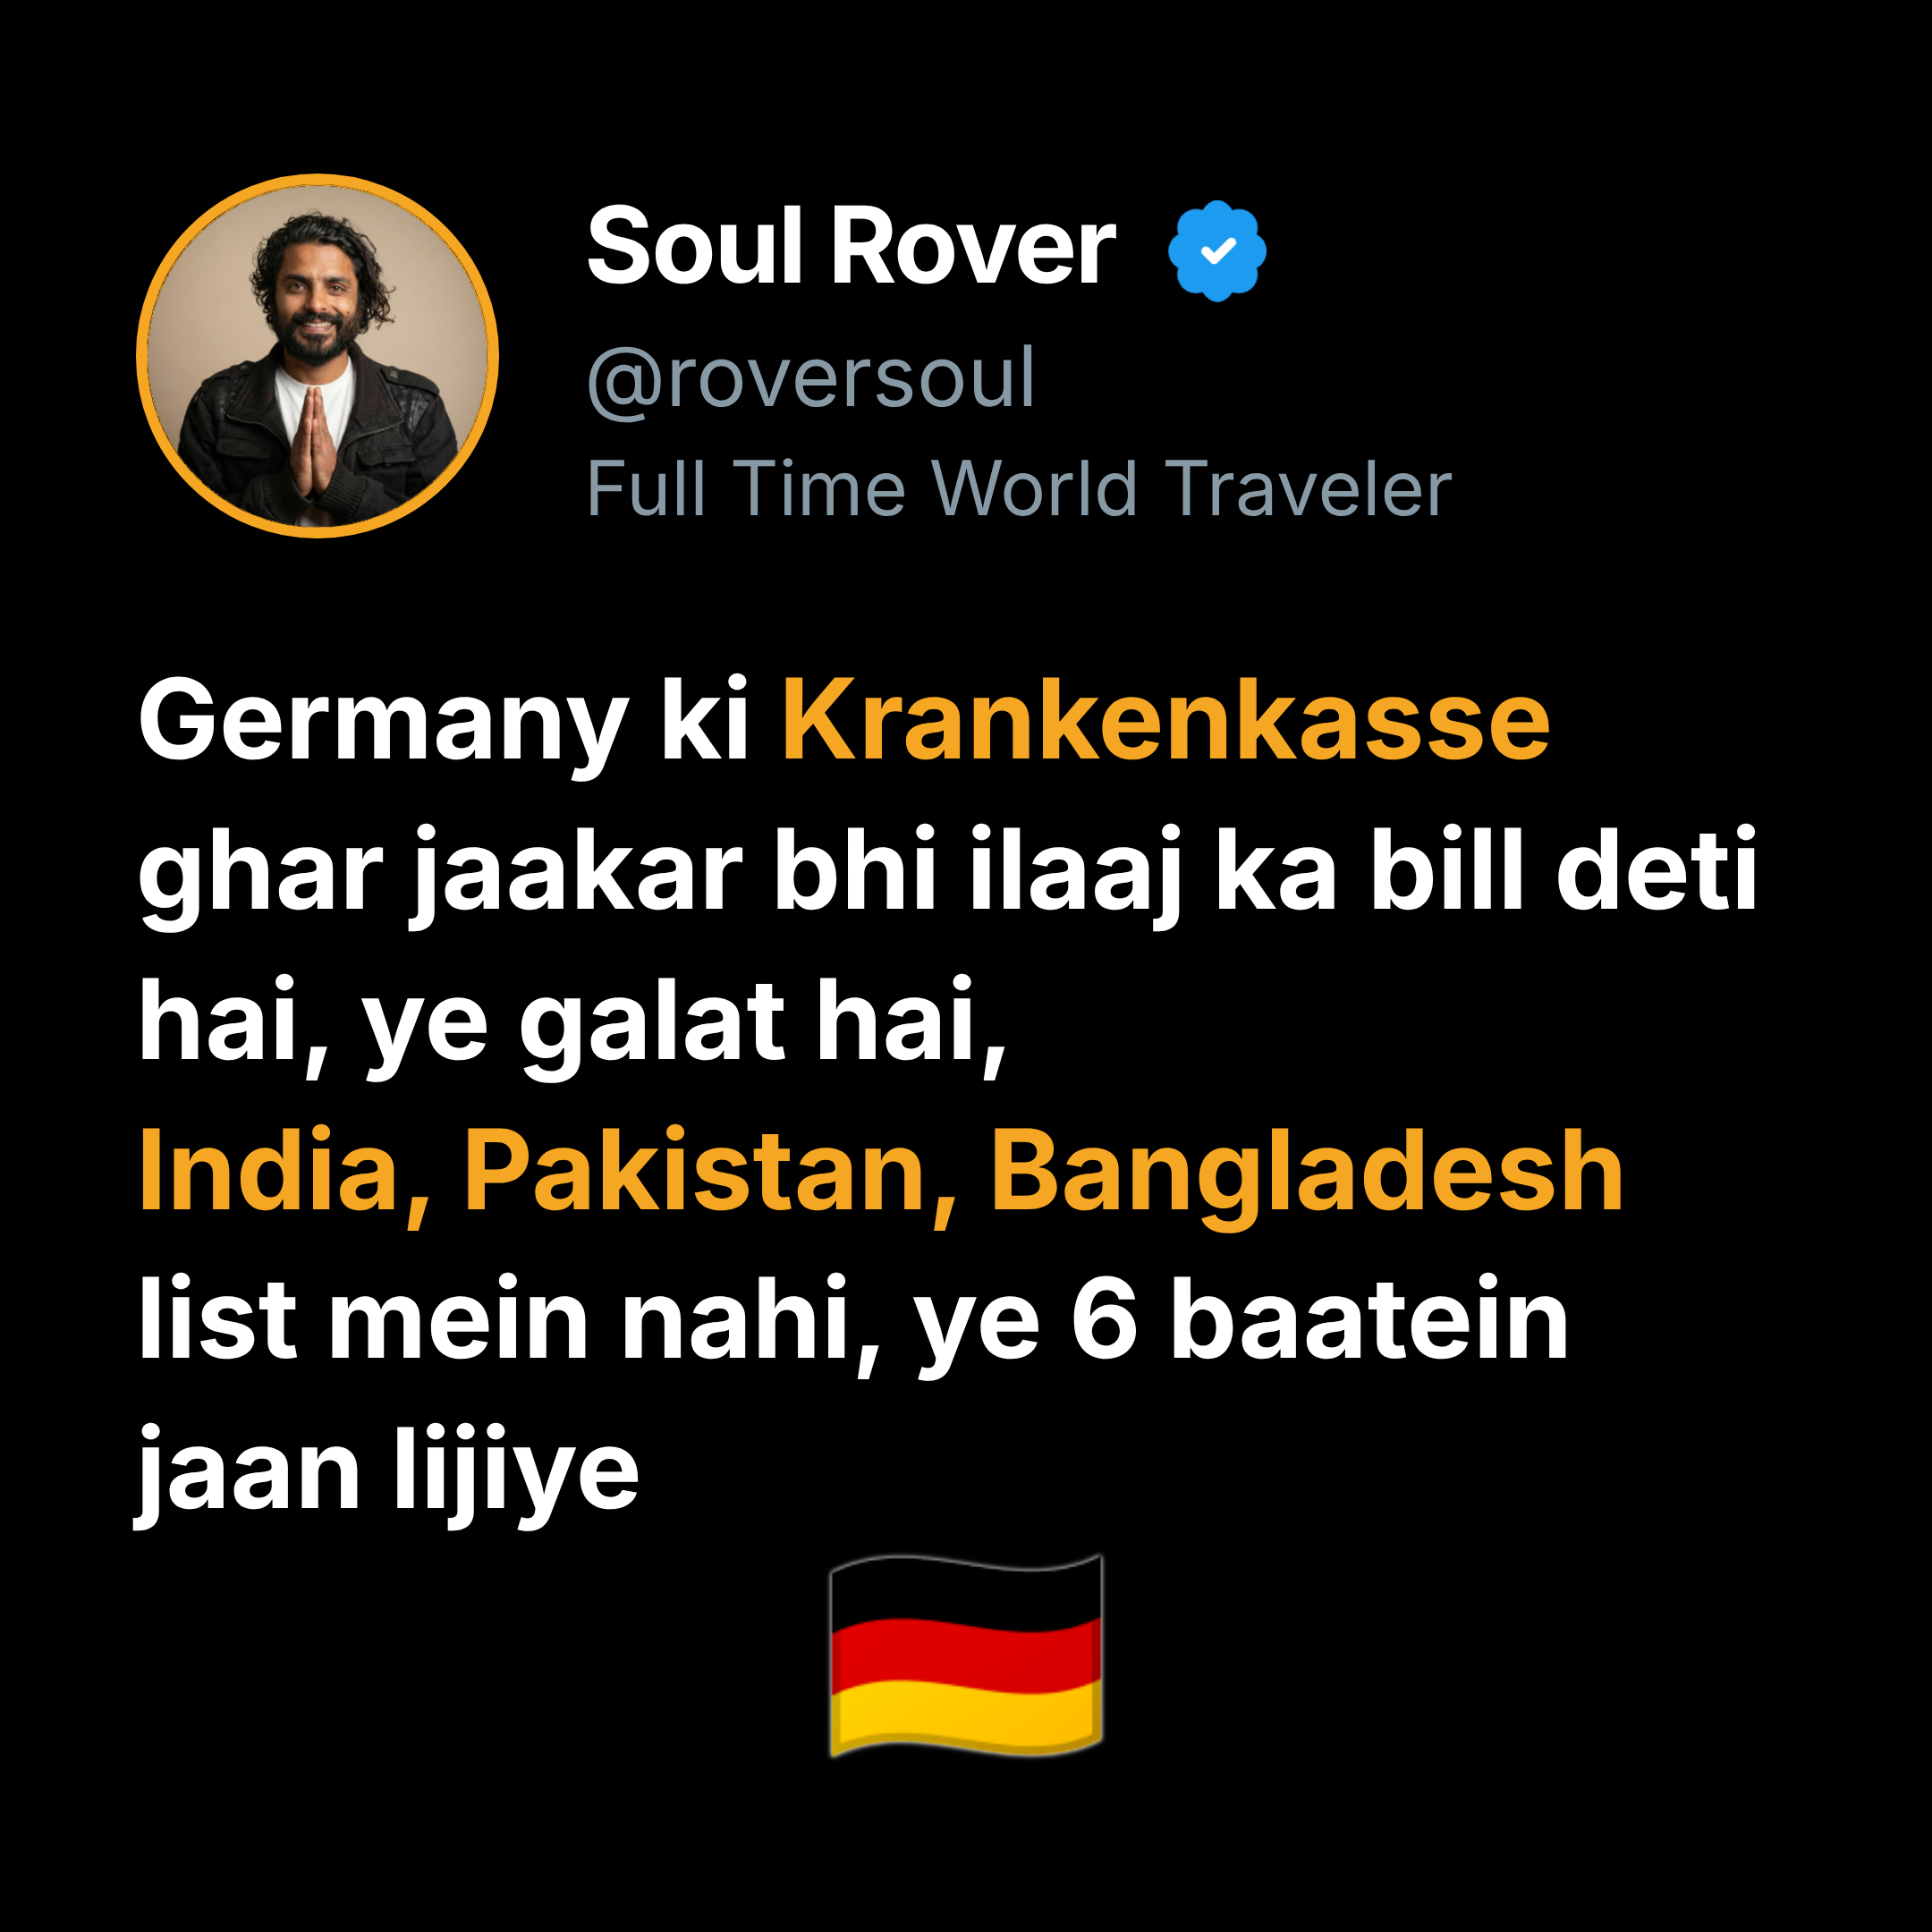 Soul Rover
@roversoul
Full Time World Traveler
Germany ki Krankenkasse
ghar jaakar bhi ilaaj ka bill deti
hai, ye galat hai,
India, Pakistan, Bangladesh
list mein nahi, ye 6 baatein
jaan lijiye